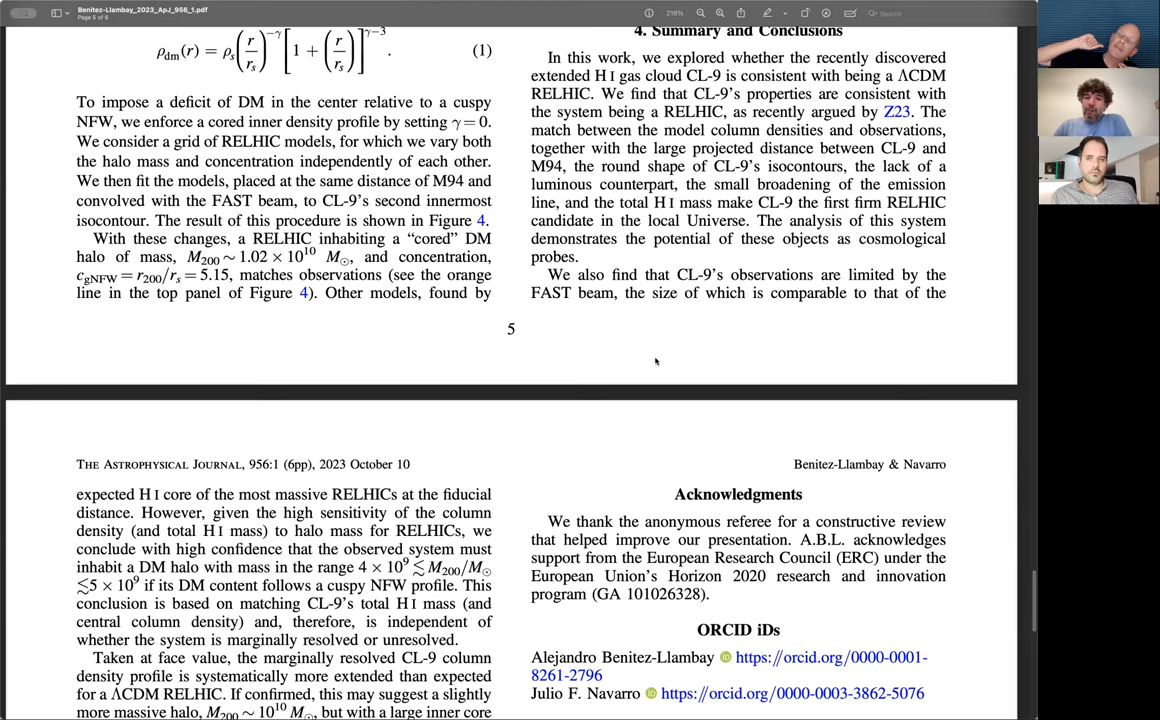 Benitez-Llambay_2023_ApJ_956_1.pdf
Page 5 of 6
216%
Search
ρdm(r) = ρs(r/rs)^−γ [1 + (r/rs)]^γ−3. (1)
To impose a deficit of DM in the center relative to a cuspy
NFW, we enforce a cored inner density profile by setting γ = 0.
We consider a grid of RELHIC models, for which we vary both
the halo mass and concentration independently of each other.
We then fit the models, placed at the same distance of M94 and
convolved with the FAST beam, to CL-9's second innermost
isocontour. The result of this procedure is shown in Figure 4.
With these changes, a RELHIC inhabiting a “cored” DM
halo of mass, M200 ∼ 1.02 × 10^10 M⊙, and concentration,
cgNFW = r200/rs = 5.15, matches observations (see the orange
line in the top panel of Figure 4). Other models, found by
4. Summary and Conclusions
In this work, we explored whether the recently discovered
extended H I gas cloud CL-9 is consistent with being a ΛCDM
RELHIC. We find that CL-9's properties are consistent with
the system being a RELHIC, as recently argued by Z23. The
match between the model column densities and observations,
together with the large projected distance between CL-9 and
M94, the round shape of CL-9's isocontours, the lack of a
luminous counterpart, the small broadening of the emission
line, and the total H I mass make CL-9 the first firm RELHIC
candidate in the local Universe. The analysis of this system
demonstrates the potential of these objects as cosmological
probes.
We also find that CL-9's observations are limited by the
FAST beam, the size of which is comparable to that of the
5
THE ASTROPHYSICAL JOURNAL, 956:1 (6pp), 2023 October 10
Benitez-Llambay & Navarro
expected H I core of the most massive RELHICs at the fiducial
distance. However, given the high sensitivity of the column
density (and total H I mass) to halo mass for RELHICs, we
conclude with high confidence that the observed system must
inhabit a DM halo with mass in the range 4 × 10^9 ≲ M200/M⊙
≲5 × 10^9 if its DM content follows a cuspy NFW profile. This
conclusion is based on matching CL-9's total H I mass (and
central column density) and, therefore, is independent of
whether the system is marginally resolved or unresolved.
Taken at face value, the marginally resolved CL-9 column
density profile is systematically more extended than expected
for a ΛCDM RELHIC. If confirmed, this may suggest a slightly
more massive halo, M200 ∼ 10^10 M⊙, but with a large inner core
Acknowledgments
We thank the anonymous referee for a constructive review
that helped improve our presentation. A.B.L. acknowledges
support from the European Research Council (ERC) under the
European Union's Horizon 2020 research and innovation
program (GA 101026328).
ORCID iDs
Alejandro Benitez-Llambay iD https://orcid.org/0000-0001-
8261-2796
Julio F. Navarro iD https://orcid.org/0000-0003-3862-5076